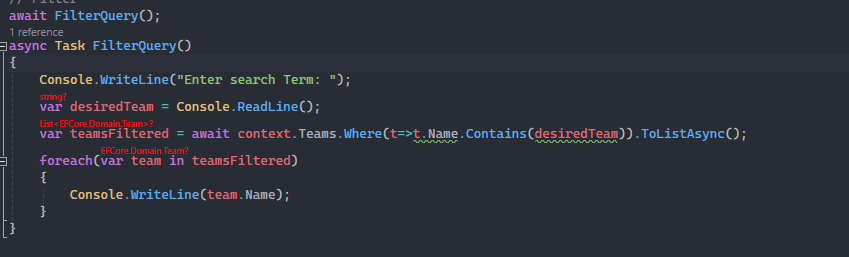 // Filter
await FilterQuery();
1 reference
async Task FilterQuery()
{
Console.WriteLine("Enter search Term: ");
string?
var desiredTeam = Console.ReadLine();
List<EFCore.Domain.Team>?
var teamsFiltered = await context.Teams.Where(t=>t.Name.Contains(desiredTeam)).ToListAsync();
EFCore.Domain.Team?
foreach(var team in teamsFiltered)
{
Console.WriteLine(team.Name);
}
}